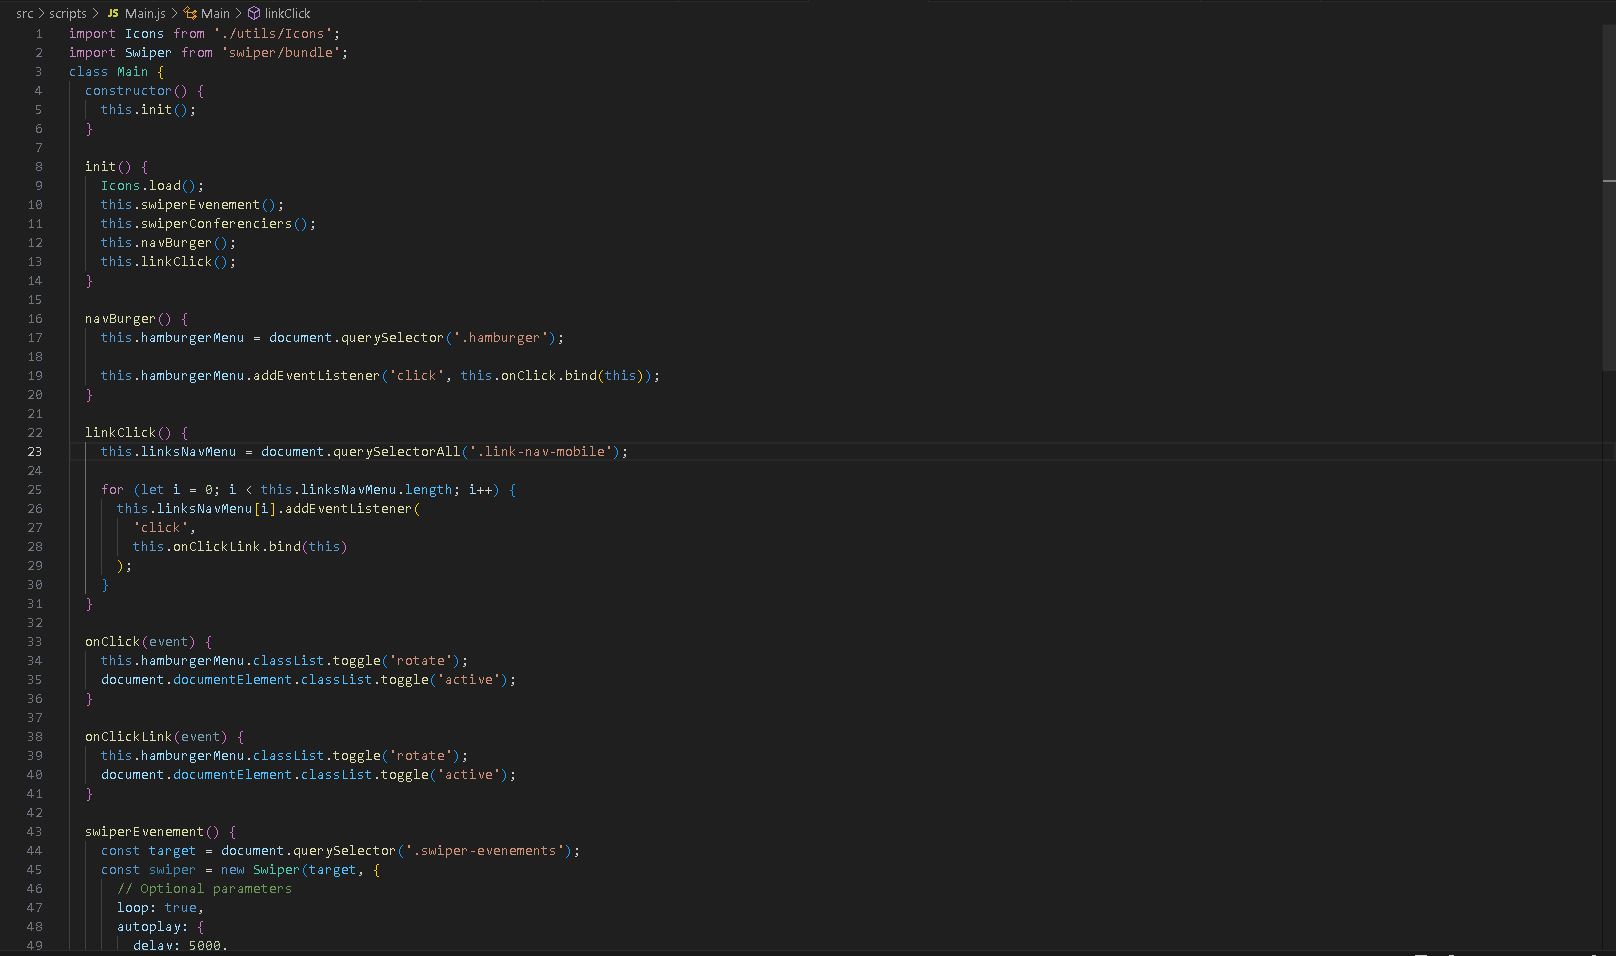 src > scripts > JS Main.js > Main > linkClick
1 import Icons from './utils/Icons';
2 import Swiper from 'swiper/bundle';
3 class Main {
4   constructor() {
5     this.init();
6   }
7
8   init() {
9     Icons.load();
10     this.swiperEvenement();
11     this.swiperConferenciers();
12     this.navBurger();
13     this.linkClick();
14   }
15
16   navBurger() {
17     this.hamburgerMenu = document.querySelector('.hamburger');
18
19     this.hamburgerMenu.addEventListener('click', this.onClick.bind(this));
20   }
21
22   linkClick() {
23     this.linksNavMenu = document.querySelectorAll('.link-nav-mobile');
24
25     for (let i = 0; i < this.linksNavMenu.length; i++) {
26       this.linksNavMenu[i].addEventListener(
27         'click',
28         this.onClickLink.bind(this)
29       );
30     }
31   }
32
33   onClick(event) {
34     this.hamburgerMenu.classList.toggle('rotate');
35     document.documentElement.classList.toggle('active');
36   }
37
38   onClickLink(event) {
39     this.hamburgerMenu.classList.toggle('rotate');
40     document.documentElement.classList.toggle('active');
41   }
42
43   swiperEvenement() {
44     const target = document.querySelector('.swiper-evenements');
45     const swiper = new Swiper(target, {
46       // Optional parameters
47       loop: true,
48       autoplay: {
49         delay: 5000,